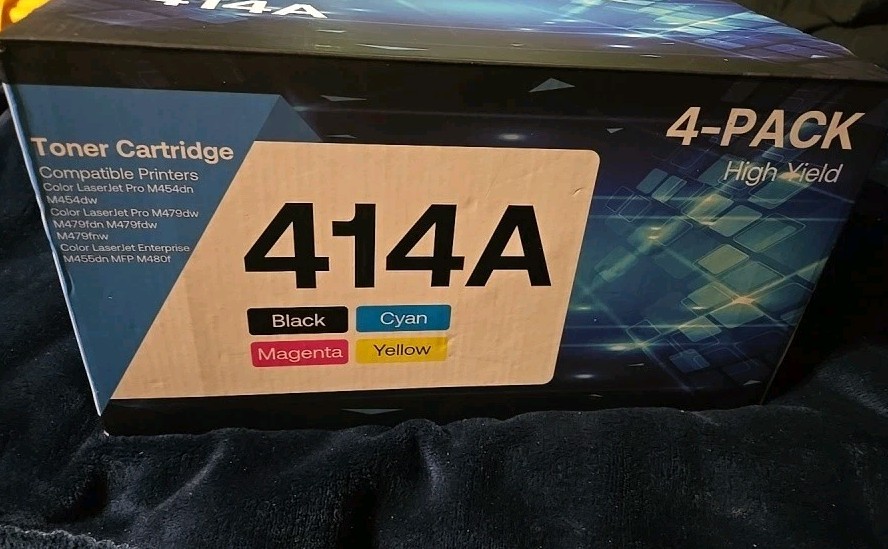 414A
4-PACK
High Yield
Toner Cartridge
Compatible Printers
Color LaserJet Pro M454dn
M454dw
Color LaserJet Pro M479dw
M479fdn M479fdw
M479fnw
Color LaserJet Enterprise
M455dn MFP M480f
414A
Black Cyan
Magenta Yellow